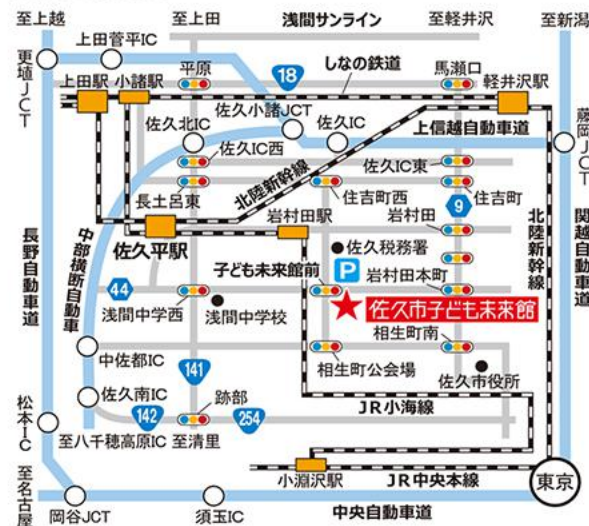 至上越
至上田
浅間サンライン
至軽井沢
至新潟
更埴JCT
上田菅平IC
平原
18
しなの鉄道
馬瀬口
上田駅
小諸駅
軽井沢駅
佐久小諸JCT
佐久北IC
佐久IC
上信越自動車道
藤岡JCT
佐久IC西
佐久IC東
北陸新幹線
長土呂東
住吉町西
住吉町
9
岩村田駅
岩村田
佐久平駅
佐久税務署
北陸新幹線
関越自動車道
長野自動車道
中部横断自動車
子ども未来館前
P
岩村田本町
44
浅間中学西
浅間中学校
佐久市子ども未来館
中佐都IC
141
相生町公会場
相生町南
佐久市役所
佐久南IC
跡部
142
254
JR小海線
松本IC
至八千穂高原IC
至清里
小淵沢駅
JR中央本線
東京
至名古屋
岡谷JCT
須玉IC
中央自動車道